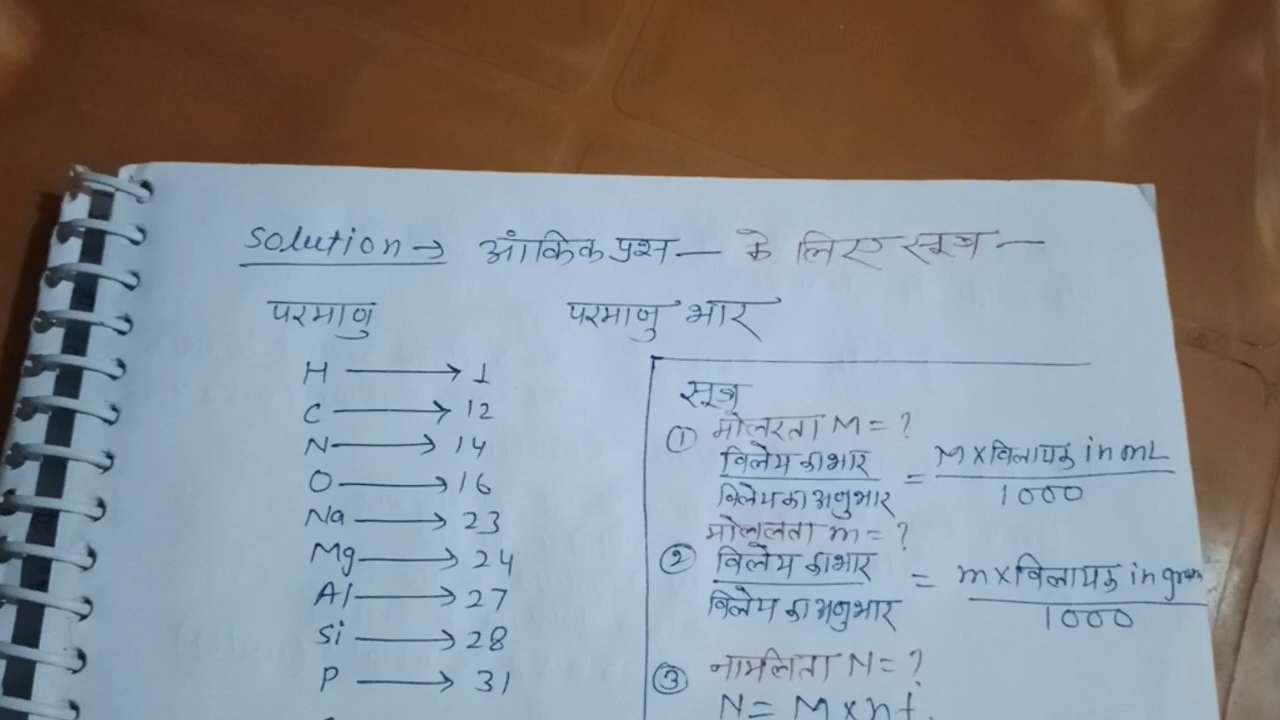 Solution → आंकिक प्रश्न — के लिए सूत्र —
परमाणु परमाणु भार
H → 1
C → 12
N → 14
O → 16
Na → 23
Mg → 24
Al → 27
Si → 28
P → 31
सूत्र
① मोलरता M = ?
विलेय का भार / विलेय का अणुभार = M × विलायक in mL / 1000
मोललता m = ?
② विलेय का भार / विलेय का अणुभार = m × विलायक in gram / 1000
③ नार्मलता N = ?
N = M × nf.